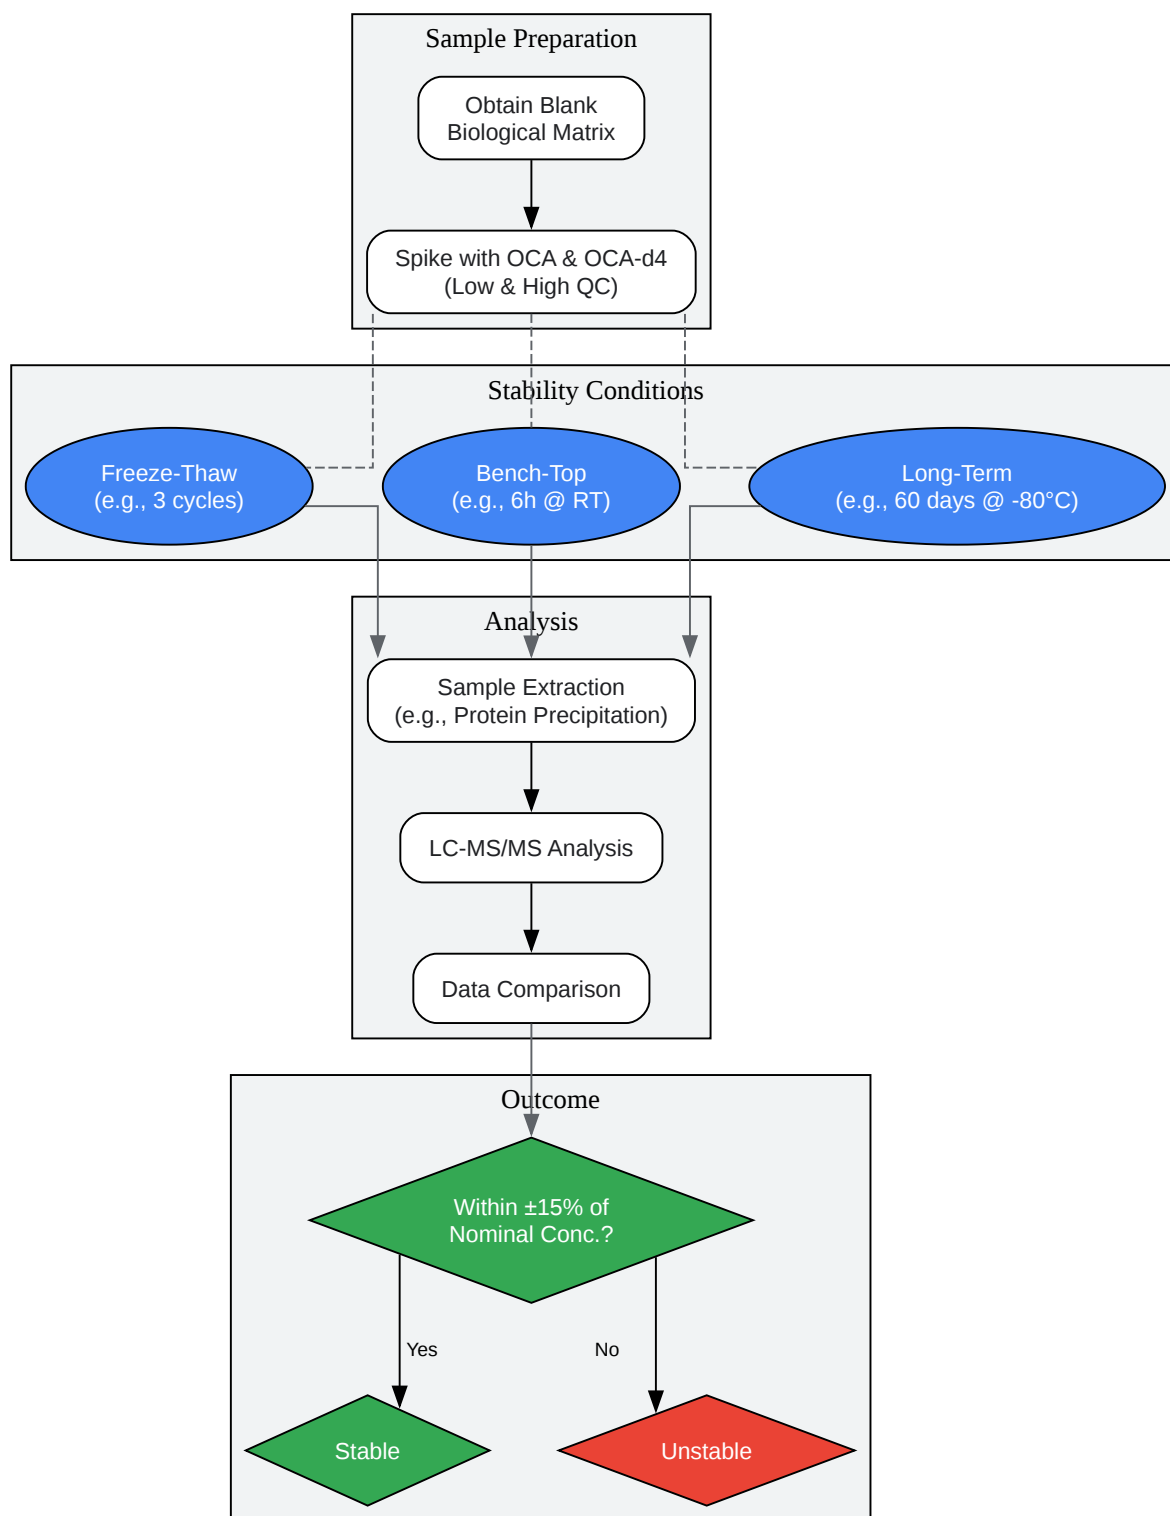 Sample Preparation
Obtain Blank
Biological Matrix
Spike with OCA & OCA-d4
(Low & High QC)
Stability Conditions
Freeze-Thaw
(e.g., 3 cycles)
Bench-Top
(e.g., 6h @ RT)
Long-Term
(e.g., 60 days @ -80°C)
Analysis
Sample Extraction
(e.g., Protein Precipitation)
LC-MS/MS Analysis
Data Comparison
Outcome
Within ±15% of
Nominal Conc.?
Yes
No
Stable
Unstable